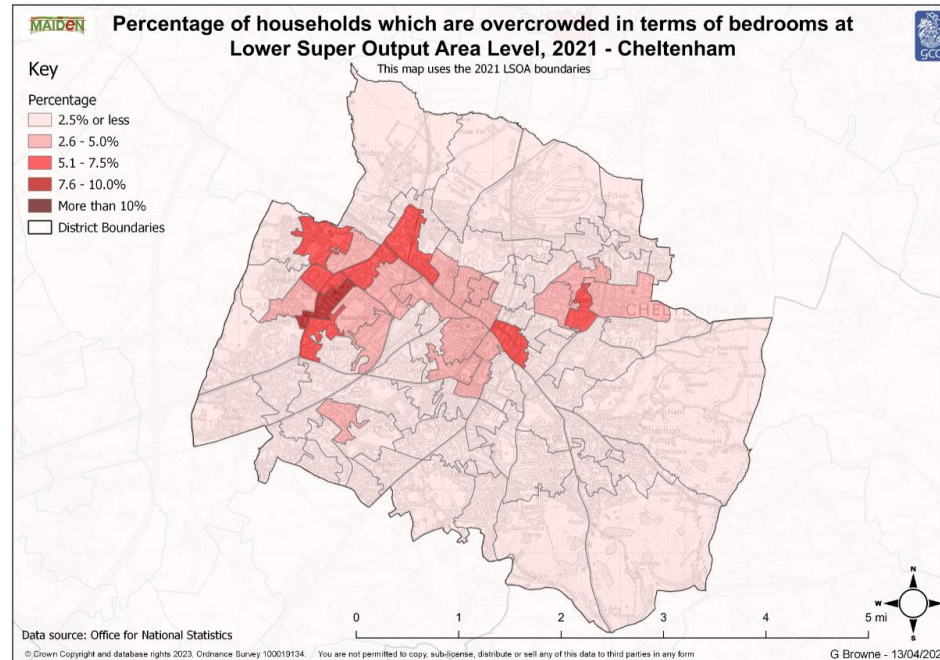 MAIDEN
Percentage of households which are overcrowded in terms of bedrooms at
Lower Super Output Area Level, 2021 - Cheltenham
This map uses the 2021 LSOA boundaries
GCC
Key
Percentage
2.5% or less
2.6 - 5.0%
5.1 - 7.5%
7.6 - 10.0%
More than 10%
District Boundaries
CHEL
Charlton
Kings
N
W
S
0 1 2 3 4 5 mi
Data source: Office for National Statistics
© Crown Copyright and database rights 2023, Ordnance Survey 100019134. You are not permitted to copy, sub-license, distribute or sell any of this data to third parties in any form
G Browne - 13/04/202